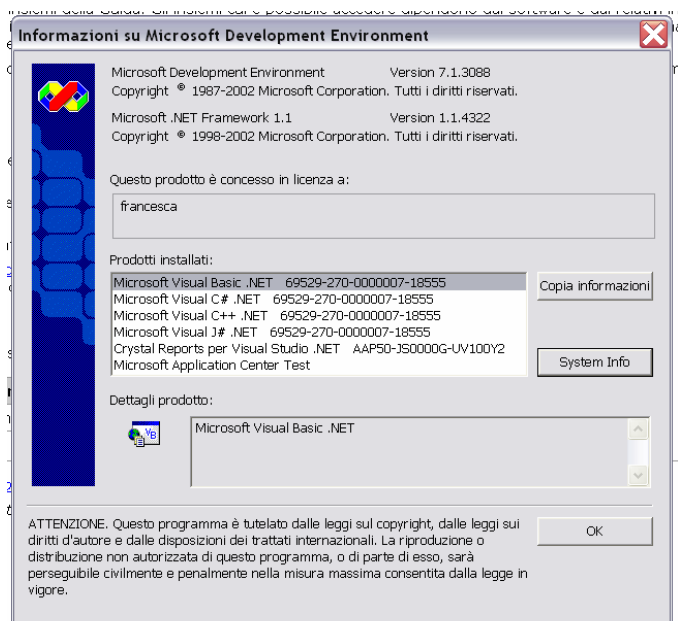 Informazioni su Microsoft Development Environment
Microsoft Development Environment Version 7.1.3088
Copyright ® 1987-2002 Microsoft Corporation. Tutti i diritti riservati.
Microsoft .NET Framework 1.1 Version 1.1.4322
Copyright ® 1998-2002 Microsoft Corporation. Tutti i diritti riservati.
Questo prodotto è concesso in licenza a:
francesca
Prodotti installati:
Microsoft Visual Basic .NET 69529-270-0000007-18555
Microsoft Visual C# .NET 69529-270-0000007-18555
Microsoft Visual C++ .NET 69529-270-0000007-18555
Microsoft Visual J# .NET 69529-270-0000007-18555
Crystal Reports per Visual Studio .NET AAP50-JS0000G-UV100Y2
Microsoft Application Center Test
Copia informazioni
System Info
Dettagli prodotto:
VB
Microsoft Visual Basic .NET
ATTENZIONE. Questo programma è tutelato dalle leggi sul copyright, dalle leggi sui
diritti d'autore e dalle disposizioni dei trattati internazionali. La riproduzione o
distribuzione non autorizzata di questo programma, o di parte di esso, sarà
perseguibile civilmente e penalmente nella misura massima consentita dalla legge in
vigore.
OK